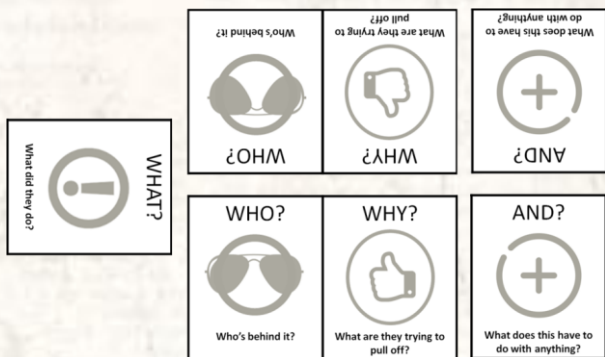 What does this have to
do with anything?
AND?
What are they trying to
pull off?
WHY?
Who's behind it?
WHO?
WHAT?
What did they do?
WHO?
Who's behind it?
WHY?
What are they trying to
pull off?
AND?
What does this have to
do with anything?